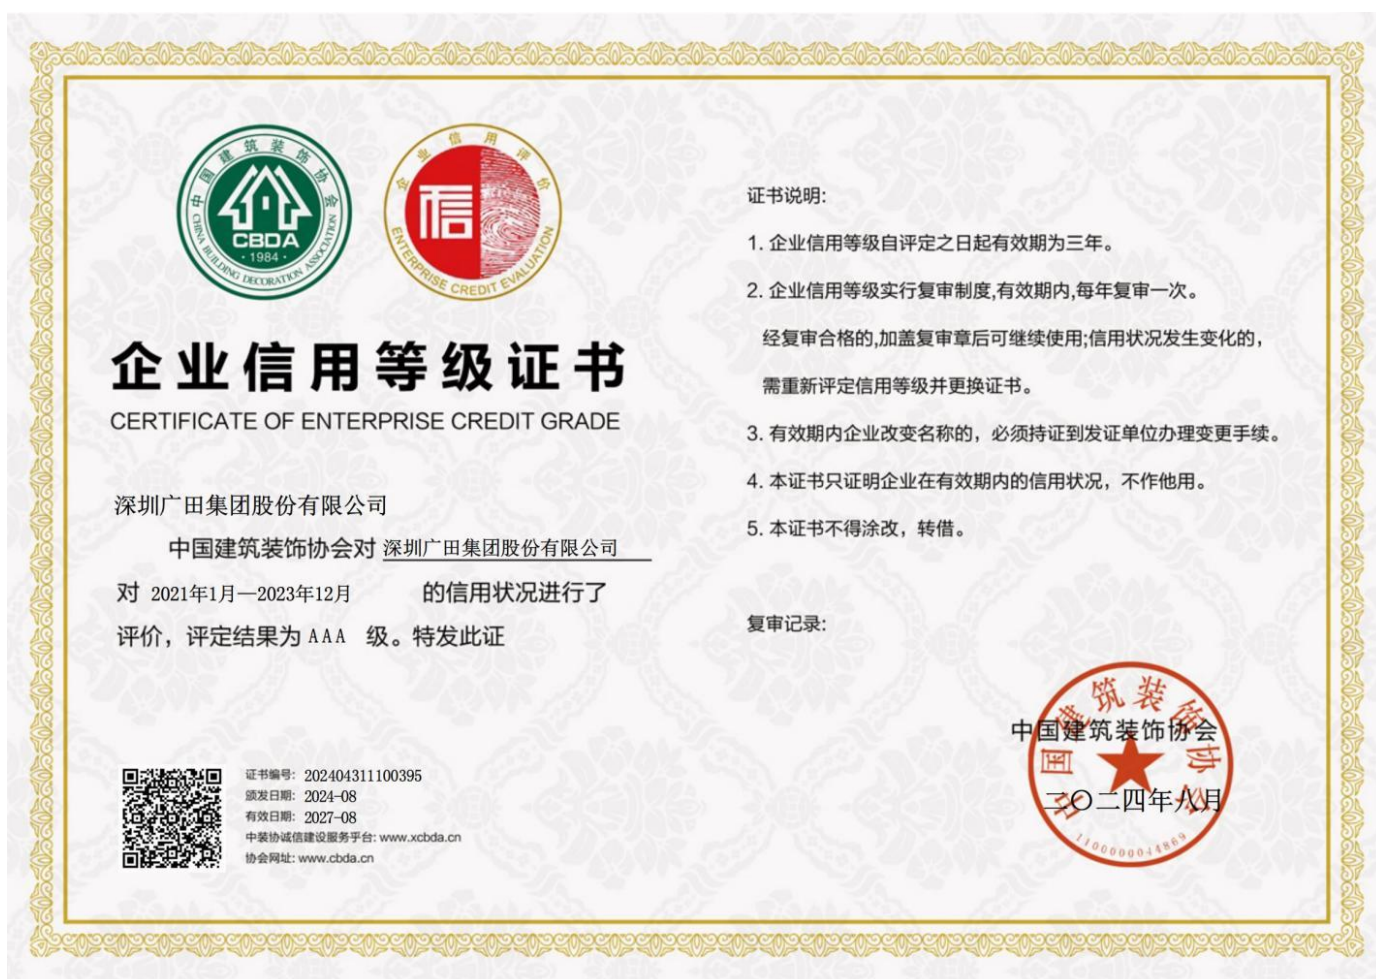 中国建筑装饰协会
CBDA
·1984·
CHINA BUILDING DECORATION ASSOCIATION
企业信用评价
信
ENTERPRISE CREDIT EVALUATION
企业信用等级证书
CERTIFICATE OF ENTERPRISE CREDIT GRADE
深圳广田集团股份有限公司
中国建筑装饰协会对 深圳广田集团股份有限公司
对 2021年1月—2023年12月 的信用状况进行了
评价，评定结果为 AAA 级。特发此证
证书编号: 202404311100395
颁发日期: 2024-08
有效日期: 2027-08
中装协诚信建设服务平台: www.xcbda.cn
协会网址: www.cbda.cn
证书说明:
1. 企业信用等级自评定之日起有效期为三年。
2. 企业信用等级实行复审制度,有效期内,每年复审一次。
经复审合格的,加盖复审章后可继续使用;信用状况发生变化的，
需重新评定信用等级并更换证书。
3. 有效期内企业改变名称的，必须持证到发证单位办理变更手续。
4. 本证书只证明企业在有效期内的信用状况，不作他用。
5. 本证书不得涂改，转借。
复审记录:
中国建筑装饰协会
二〇二四年八月
中国建筑装饰协会
1100000044869